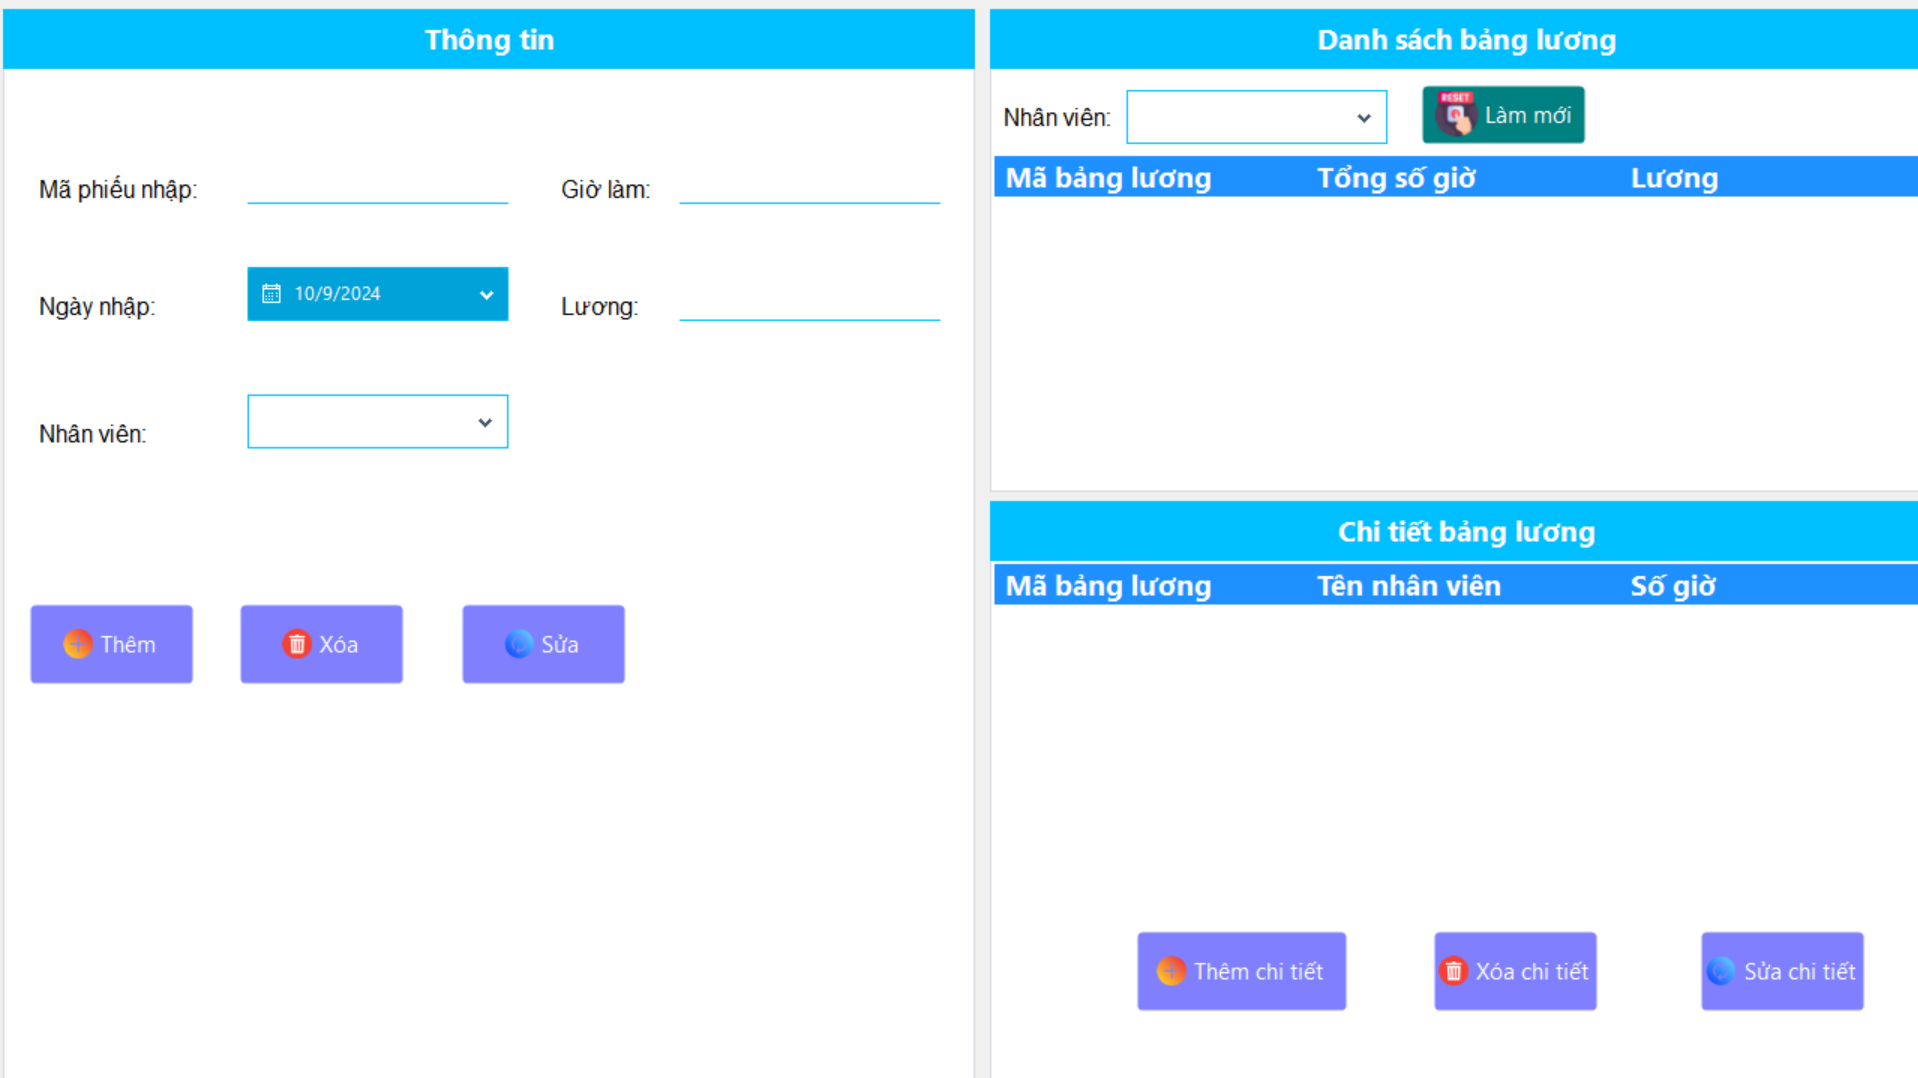 Thông tin
Mã phiếu nhập:
Giờ làm:
Ngày nhập:
10/9/2024
Lương:
Nhân viên:
Thêm
Xóa
Sửa
Danh sách bảng lương
Nhân viên:
RESET
Làm mới
Mã bảng lương
Tổng số giờ
Lương
Chi tiết bảng lương
Mã bảng lương
Tên nhân viên
Số giờ
Thêm chi tiết
Xóa chi tiết
Sửa chi tiết